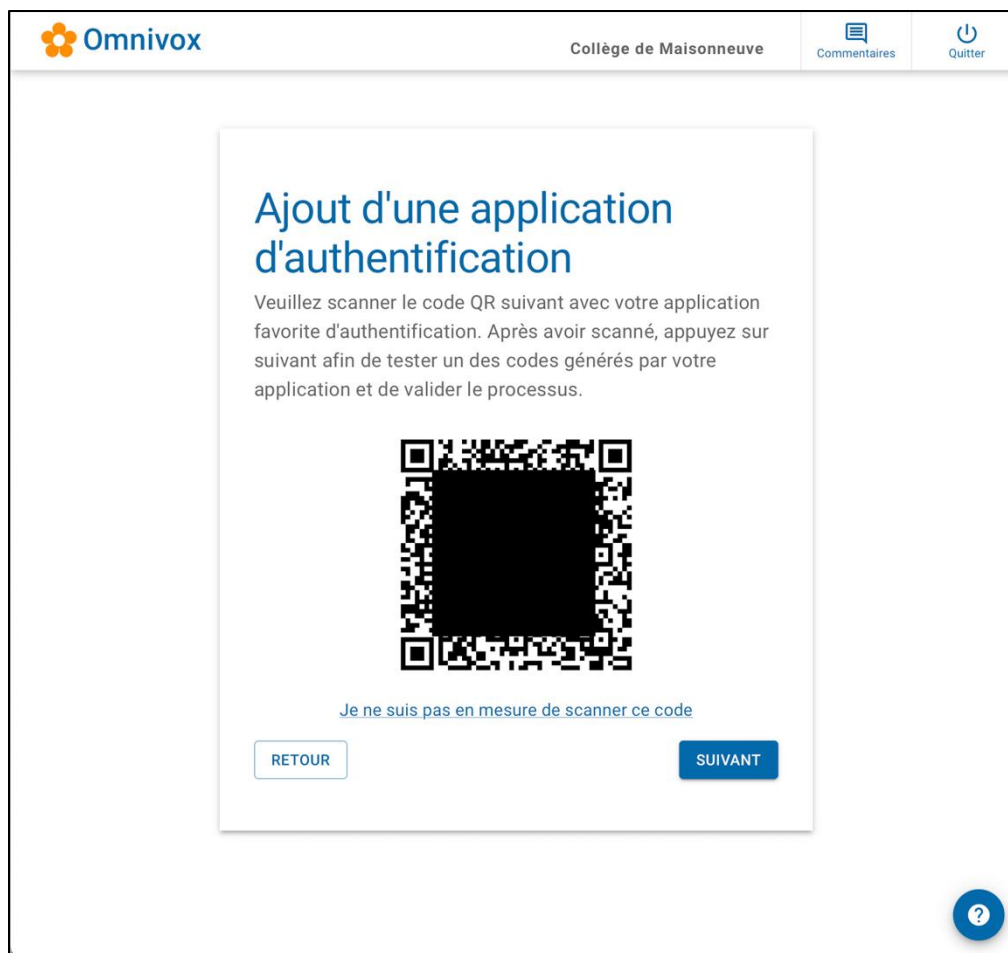 Omnivox
Collège de Maisonneuve
Commentaires
Quitter
Ajout d'une application
d'authentification
Veuillez scanner le code QR suivant avec votre application
favorite d'authentification. Après avoir scanné, appuyez sur
suivant afin de tester un des codes générés par votre
application et de valider le processus.
Je ne suis pas en mesure de scanner ce code
RETOUR
SUIVANT
?